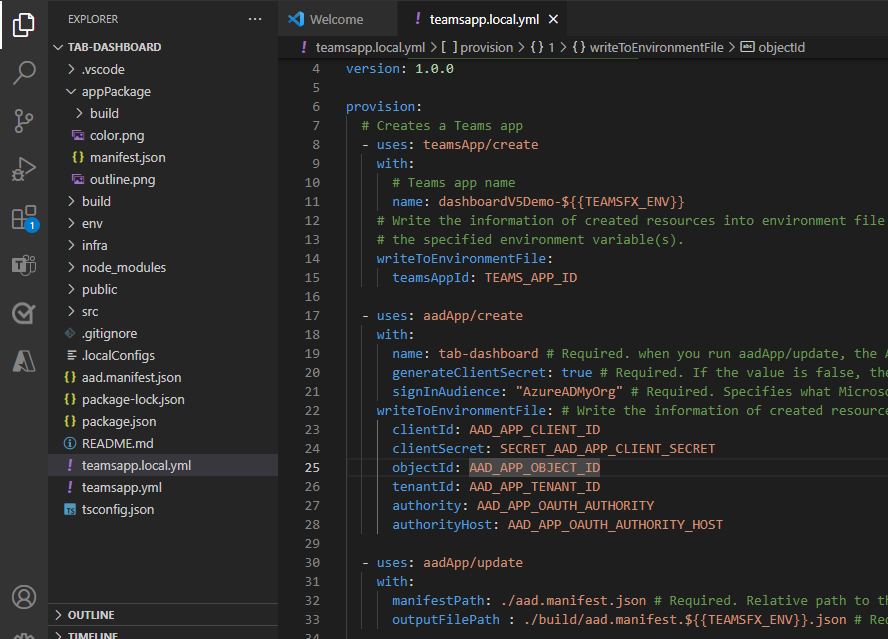 EXPLORER
···
TAB-DASHBOARD
.vscode
appPackage
build
color.png
manifest.json
outline.png
build
env
infra
node_modules
public
src
.gitignore
.localConfigs
aad.manifest.json
package-lock.json
package.json
README.md
teamsapp.local.yml
teamsapp.yml
tsconfig.json
OUTLINE
TIMELINE
1
Welcome
! teamsapp.local.yml ×
! teamsapp.local.yml > [ ] provision > {} 1 > {} writeToEnvironmentFile > abc objectId
4 version: 1.0.0
5
6 provision:
7 # Creates a Teams app
8 - uses: teamsApp/create
9 with:
10 # Teams app name
11 name: dashboardV5Demo-${{TEAMSFX_ENV}}
12 # Write the information of created resources into environment file
13 # the specified environment variable(s).
14 writeToEnvironmentFile:
15 teamsAppId: TEAMS_APP_ID
16
17 - uses: aadApp/create
18 with:
19 name: tab-dashboard # Required. when you run aadApp/update, the
20 generateClientSecret: true # Required. If the value is false, the
21 signInAudience: "AzureADMyOrg" # Required. Specifies what Microso
22 writeToEnvironmentFile: # Write the information of created resource
23 clientId: AAD_APP_CLIENT_ID
24 clientSecret: SECRET_AAD_APP_CLIENT_SECRET
25 objectId: AAD_APP_OBJECT_ID
26 tenantId: AAD_APP_TENANT_ID
27 authority: AAD_APP_OAUTH_AUTHORITY
28 authorityHost: AAD_APP_OAUTH_AUTHORITY_HOST
29
30 - uses: aadApp/update
31 with:
32 manifestPath: ./aad.manifest.json # Required. Relative path to th
33 outputFilePath : ./build/aad.manifest.${{TEAMSFX_ENV}}.json # Req
34